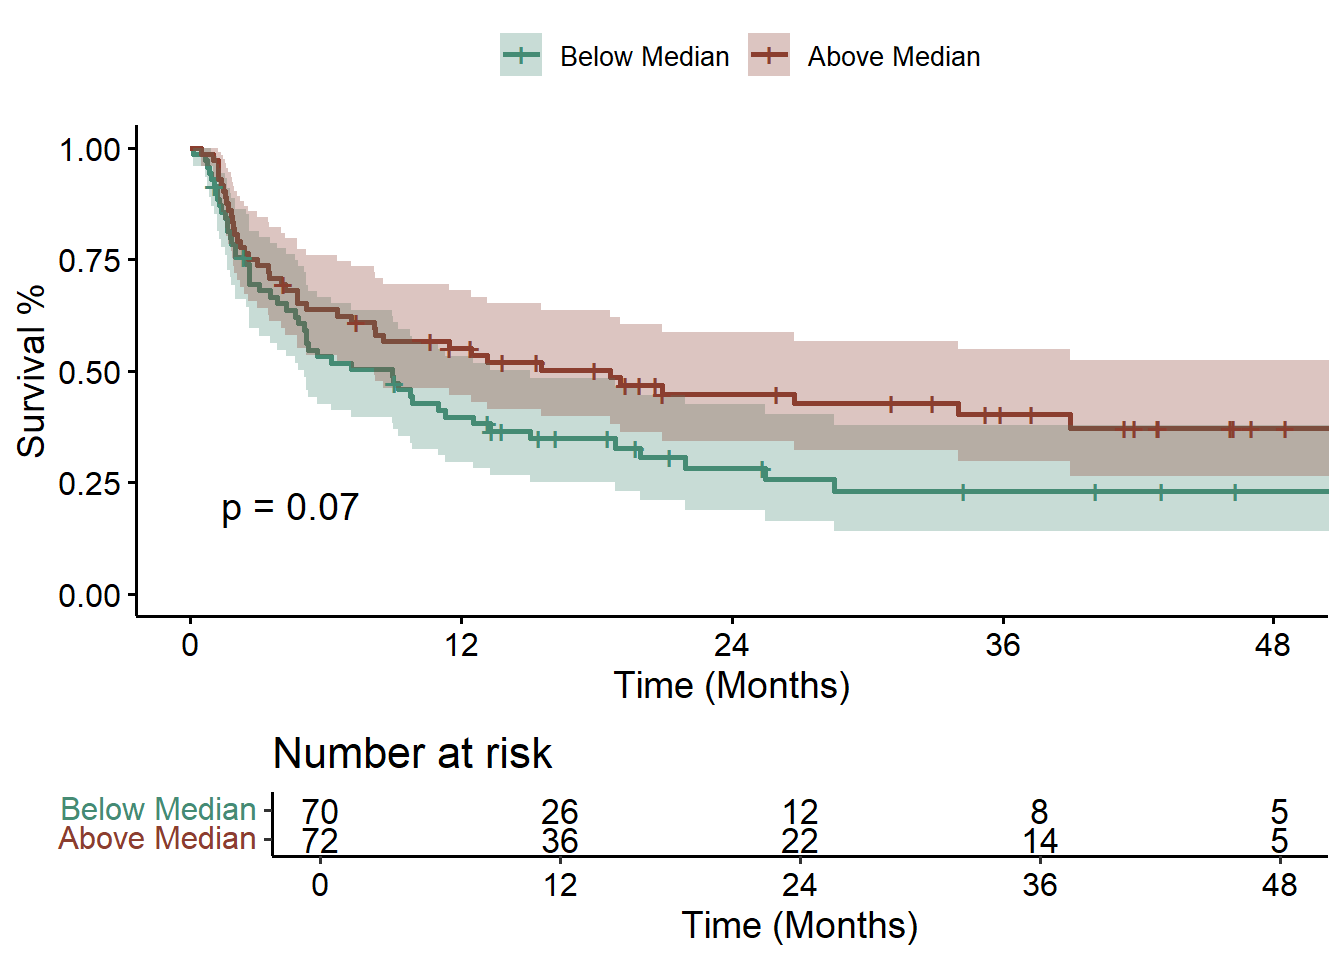 Below Median Above Median
Survival %
1.00
0.75
0.50
0.25
0.00
p = 0.07
0 12 24 36 48
Time (Months)
Number at risk
Below Median 70 26 12 8 5
Above Median 72 36 22 14 5
0 12 24 36 48
Time (Months)